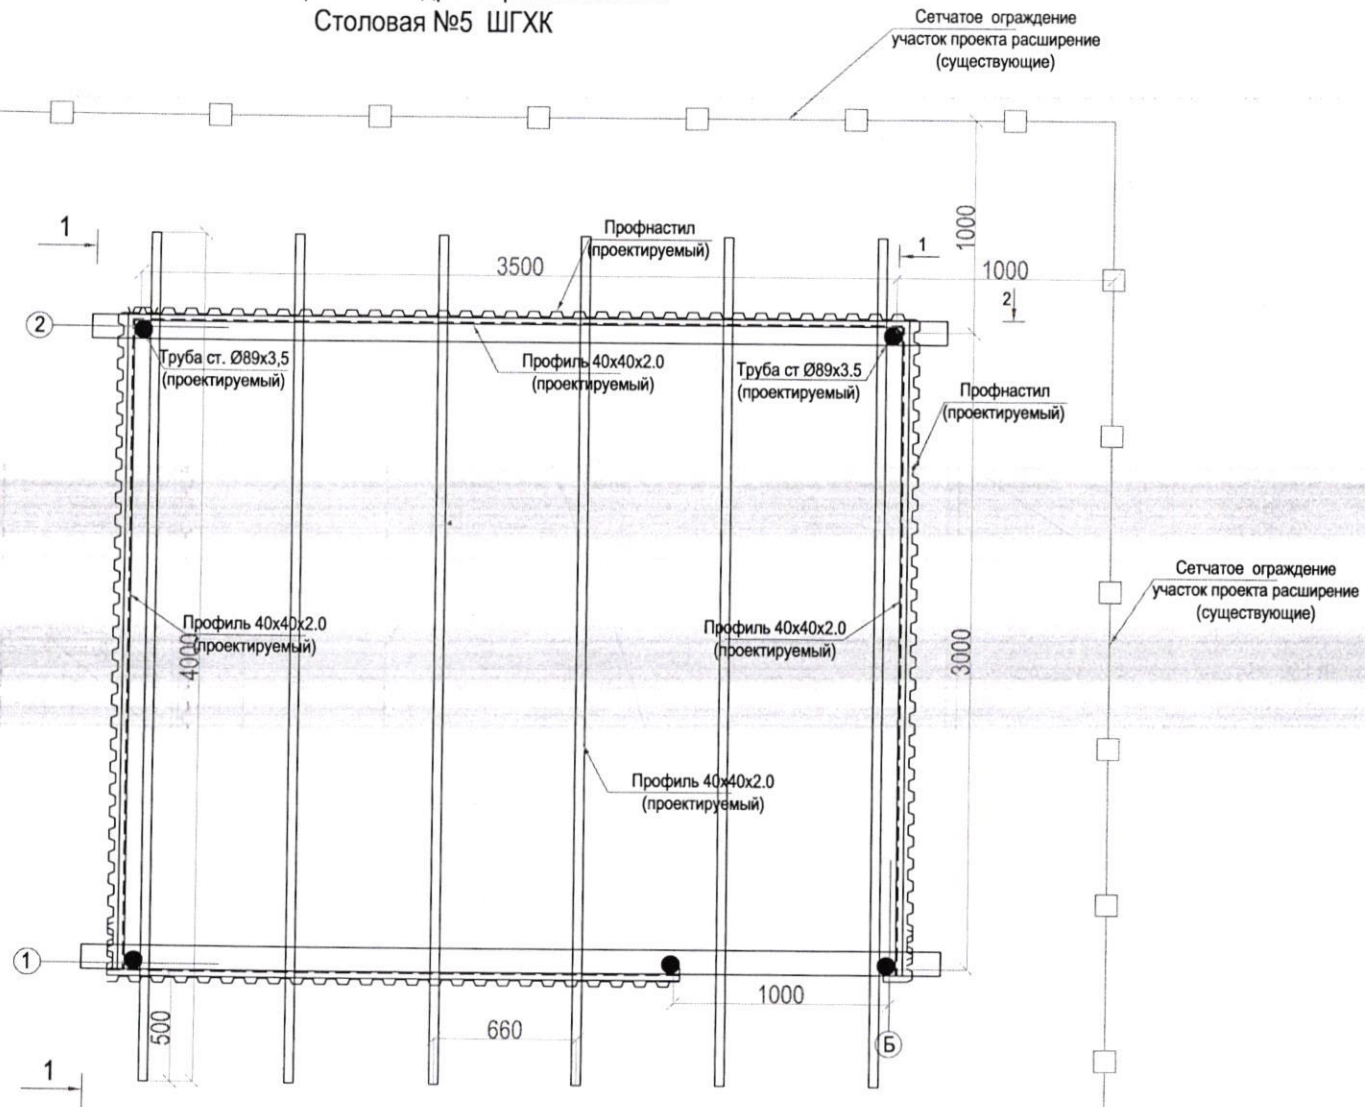 Столовая №5 ШГХК
Сетчатое ограждение
участок проекта расширение
(существующие)
1
Профнастил
(проектируемый)
1
1000
3500
1000
2
2
Труба ст. Ø89х3,5
(проектируемый)
Профиль 40х40х2.0
(проектируемый)
Труба ст Ø89х3.5
(проектируемый)
Профнастил
(проектируемый)
Сетчатое ограждение
участок проекта расширение
(существующие)
Профиль 40х40х2.0
(проектируемый)
4000
Профиль 40х40х2.0
(проектируемый)
3000
Профиль 40х40х2.0
(проектируемый)
1
1000
500
660
Б
1